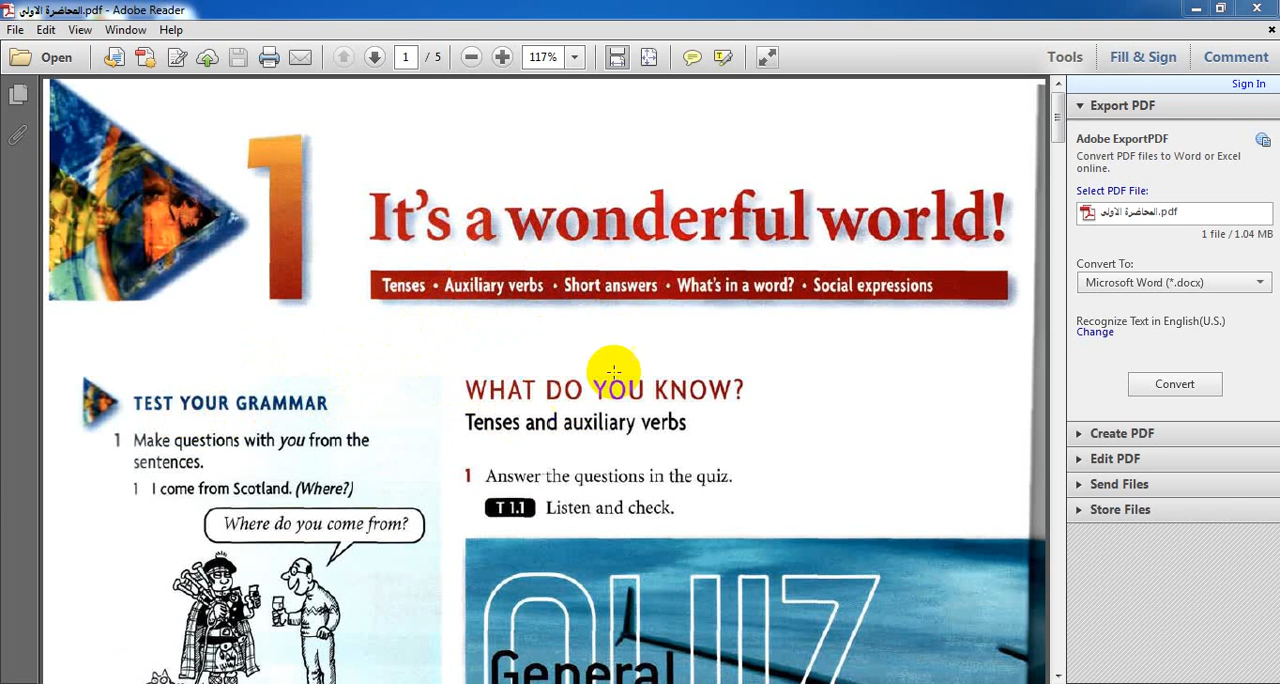 المحاضرة الاولى.pdf - Adobe Reader
File Edit View Window Help
Open 1 / 5 117% Tools Fill & Sign Comment
Sign In
Export PDF
Adobe ExportPDF
Convert PDF files to Word or Excel
online.
Select PDF File:
المحاضرة الاولى.pdf
1 file / 1.04 MB
Convert To:
Microsoft Word (*.docx)
Recognize Text in English(U.S.)
Change
Convert
Create PDF
Edit PDF
Send Files
Store Files
1
It's a wonderful world!
Tenses • Auxiliary verbs • Short answers • What's in a word? • Social expressions
TEST YOUR GRAMMAR
1 Make questions with you from the
sentences.
1 I come from Scotland. (Where?)
Where do you come from?
WHAT DO YOU KNOW?
Tenses and auxiliary verbs
1 Answer the questions in the quiz.
T 1.1 Listen and check.
QUIZ
General